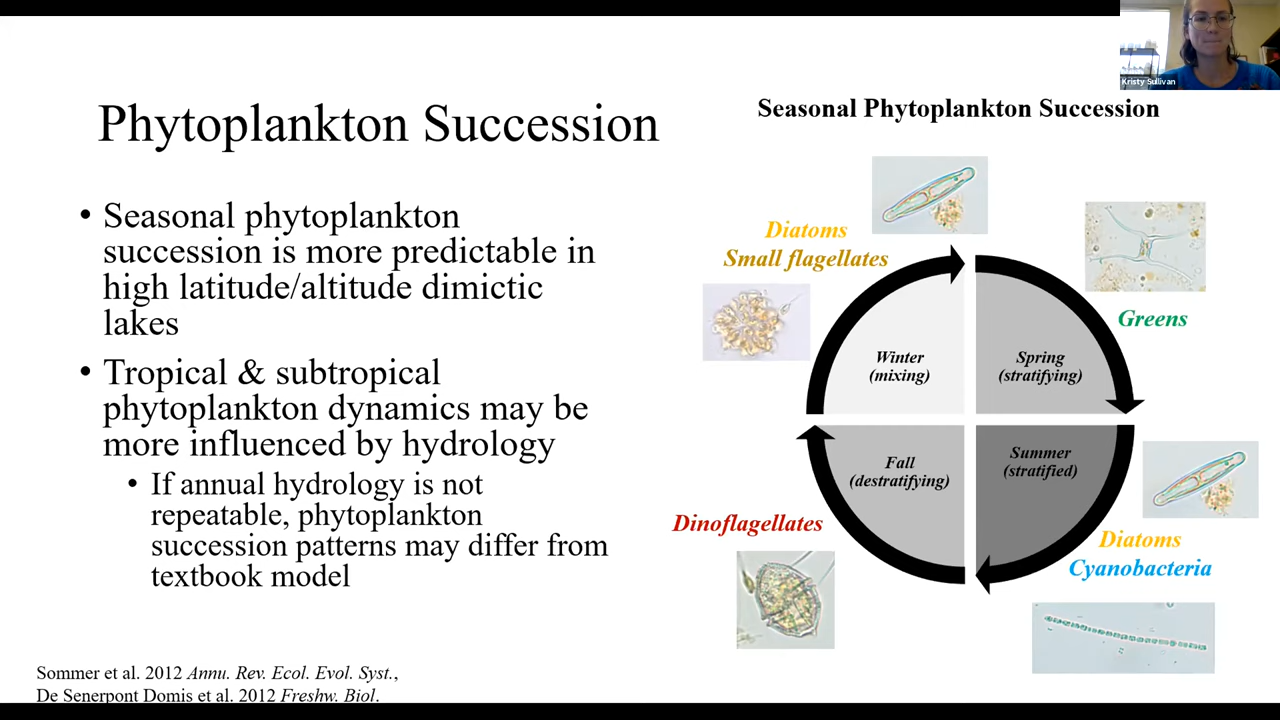 Kristy Sullivan
Phytoplankton Succession
• Seasonal phytoplankton
succession is more predictable in
high latitude/altitude dimictic
lakes
• Tropical & subtropical
phytoplankton dynamics may be
more influenced by hydrology
• If annual hydrology is not
repeatable, phytoplankton
succession patterns may differ from
textbook model
Sommer et al. 2012 Annu. Rev. Ecol. Evol. Syst.,
De Senerpont Domis et al. 2012 Freshw. Biol.
Seasonal Phytoplankton Succession
Diatoms
Small flagellates
Greens
Winter
(mixing)
Spring
(stratifying)
Fall
(destratifying)
Summer
(stratified)
Dinoflagellates
Diatoms
Cyanobacteria